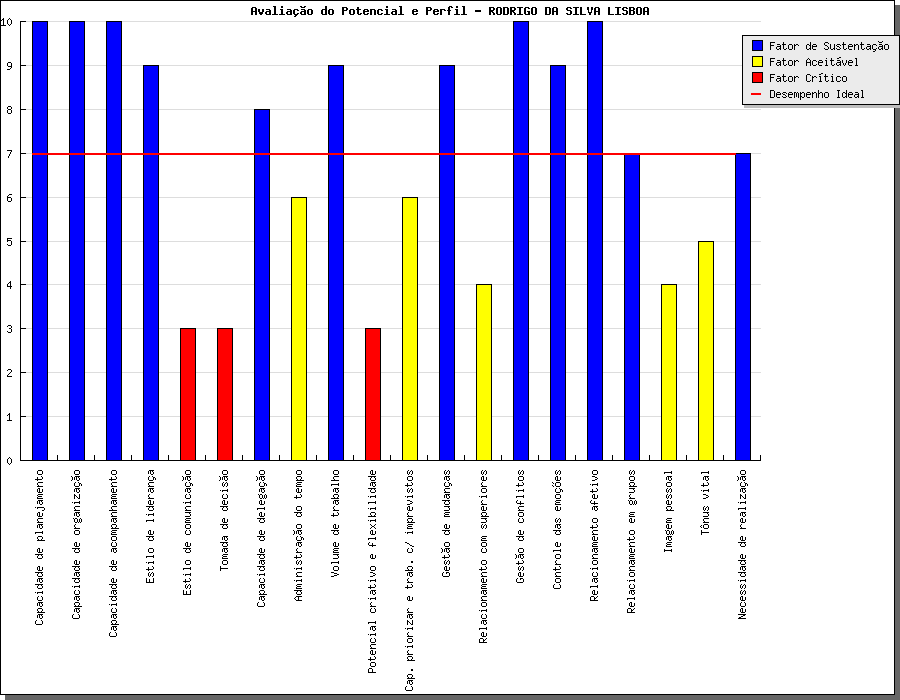 Avaliação do Potencial e Perfil - RODRIGO DA SILVA LISBOA
Fator de Sustentação
Fator Aceitável
Fator Crítico
Desempenho Ideal
10
9
8
7
6
5
4
3
2
1
0
Capacidade de planejamento
Capacidade de organização
Capacidade de acompanhamento
Estilo de liderança
Estilo de comunicação
Tomada de decisão
Capacidade de delegação
Administração do tempo
Volume de trabalho
Potencial criativo e flexibilidade
Cap. priorizar e trab. c/ imprevistos
Gestão de mudanças
Relacionamento com superiores
Gestão de conflitos
Controle das emoções
Relacionamento afetivo
Relacionamento em grupos
Imagem pessoal
Tônus vital
Necessidade de realização